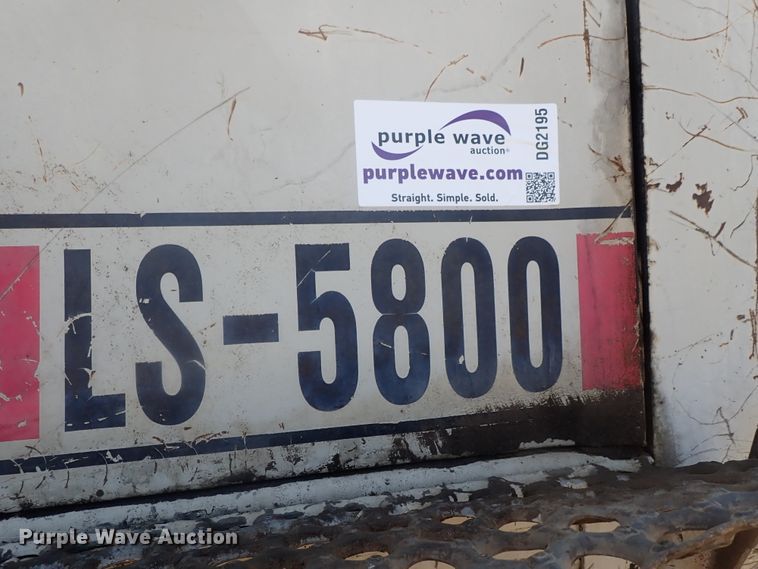 purple wave
auction®
purplewave.com
Straight. Simple. Sold.
DG2195
LS-5800
Purple Wave Auction